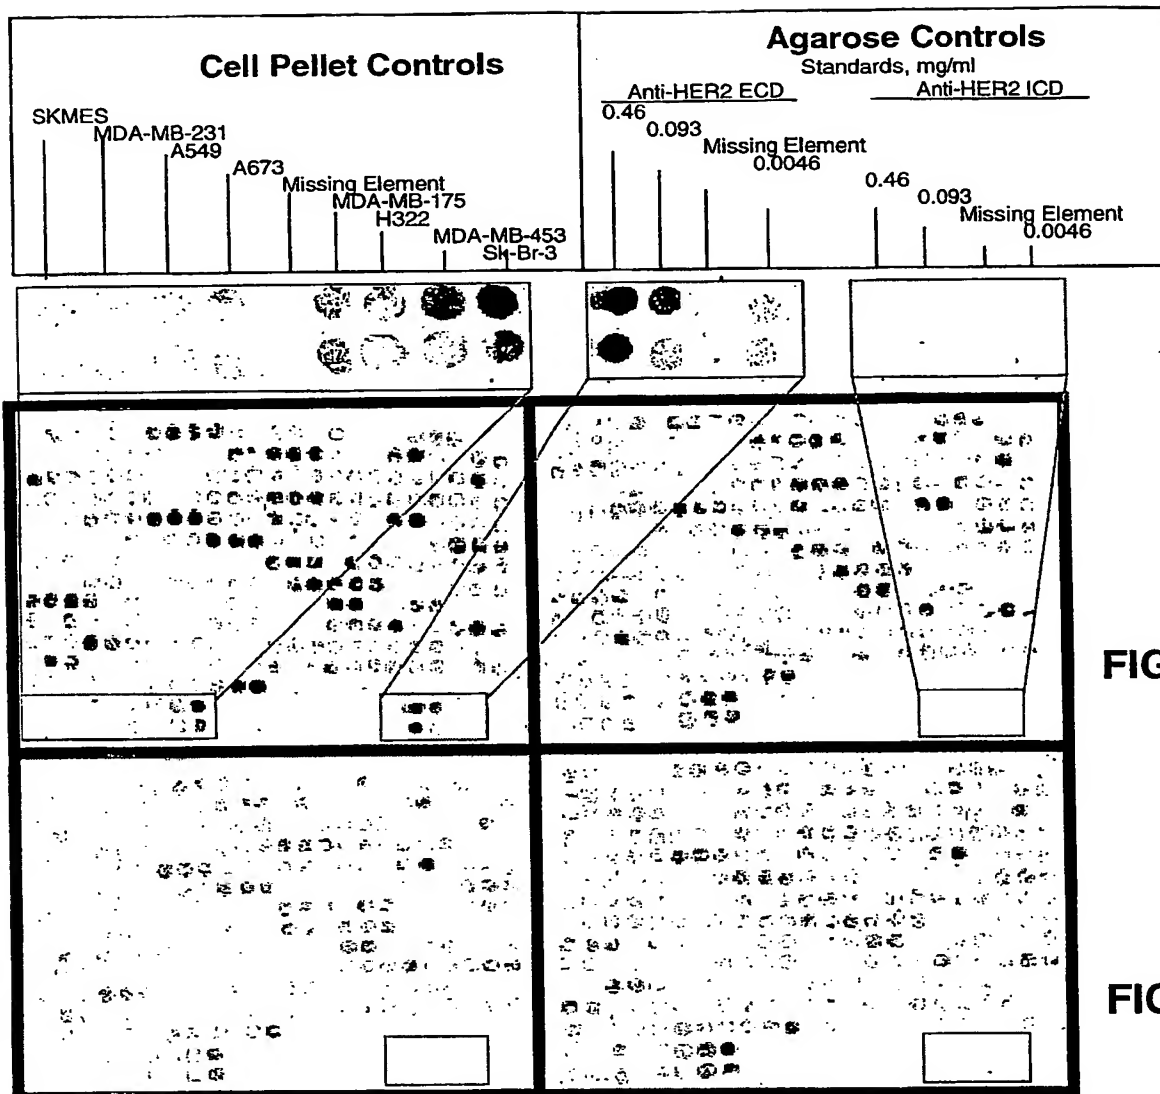 Cell Pellet Controls
SKMES
MDA-MB-231
A549
A673
Missing Element
MDA-MB-175
H322
MDA-MB-453
Sk-Br-3
Agarose Controls
Standards, mg/ml
Anti-HER2 ECD
Anti-HER2 ICD
0.46
0.093
Missing Element
0.0046
0.46
0.093
Missing Element
0.0046
FIG
FIG